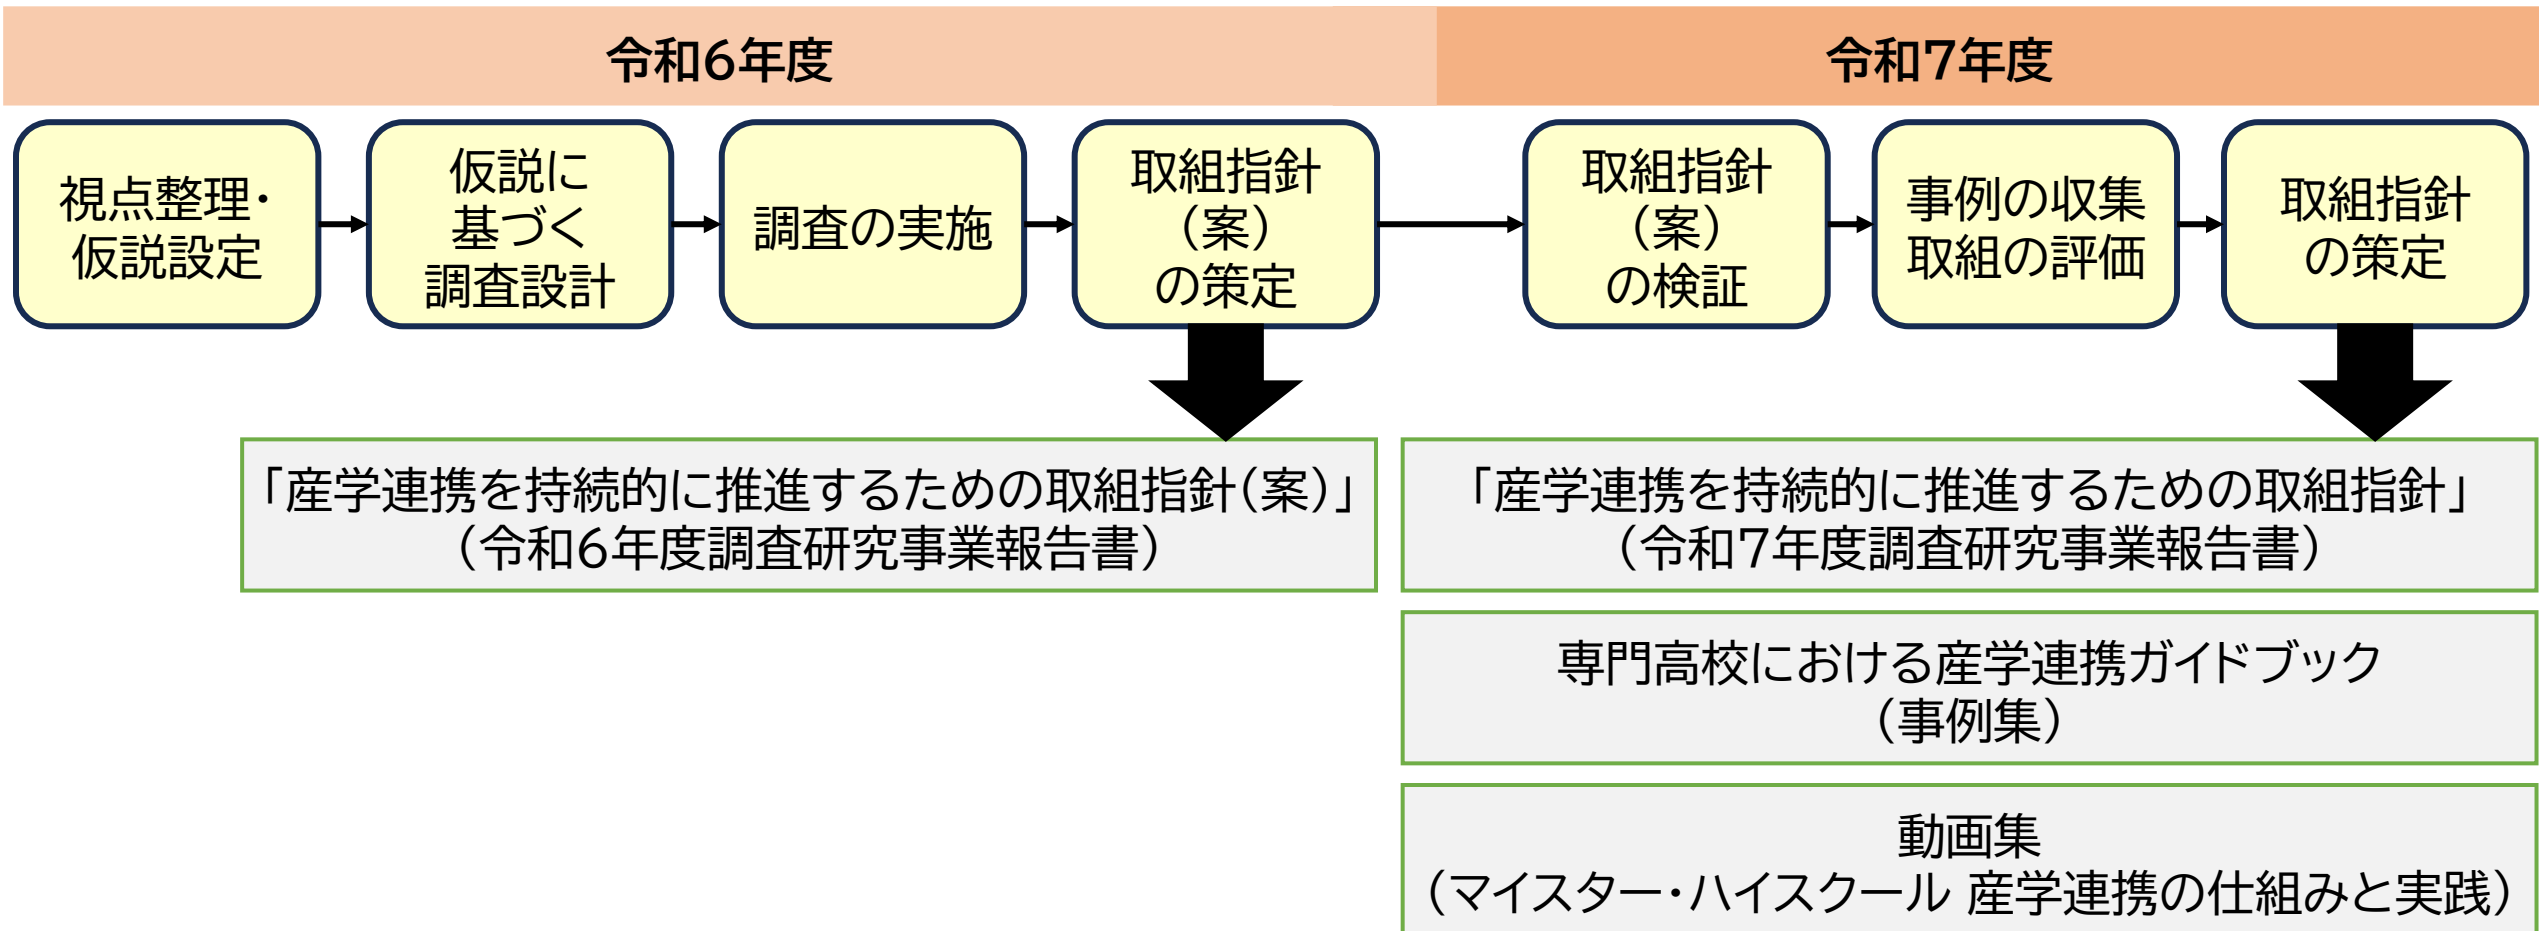 令和6年度
令和7年度
視点整理・
仮説設定
仮説に
基づく
調査設計
調査の実施
取組指針
（案）
の策定
取組指針
（案）
の検証
事例の収集
取組の評価
取組指針
の策定
「産学連携を持続的に推進するための取組指針（案）」
（令和6年度調査研究事業報告書）
「産学連携を持続的に推進するための取組指針」
（令和7年度調査研究事業報告書）
専門高校における産学連携ガイドブック
（事例集）
動画集
（マイスター・ハイスクール 産学連携の仕組みと実践）